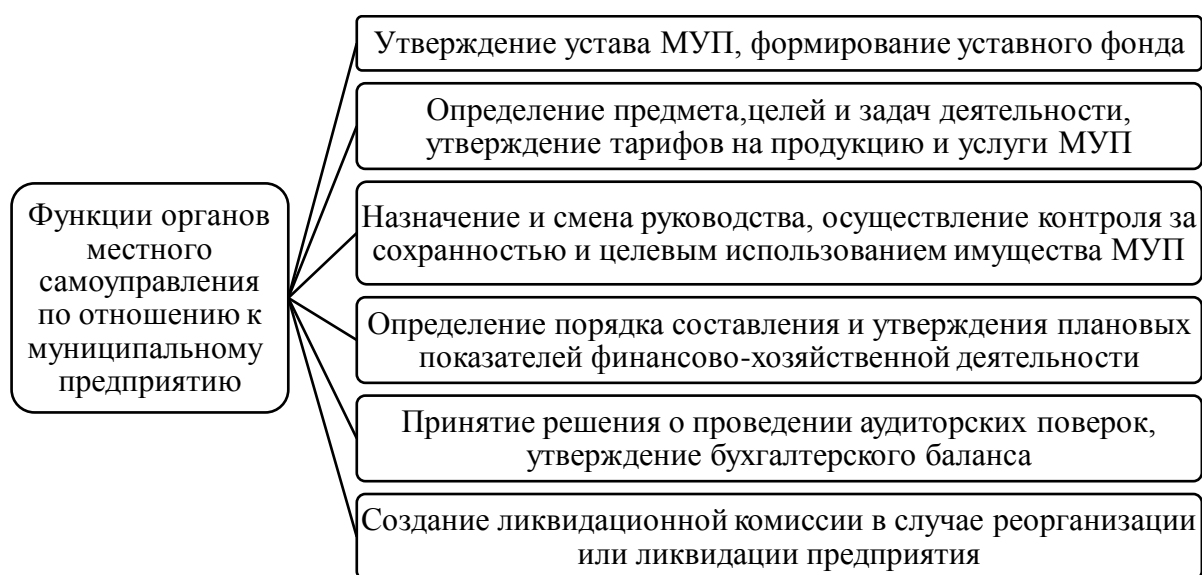 Функции органов
местного
самоуправления
по отношению к
муниципальному
предприятию
Утверждение устава МУП, формирование уставного фонда
Определение предмета,целей и задач деятельности,
утверждение тарифов на продукцию и услуги МУП
Назначение и смена руководства, осуществление контроля за
сохранностью и целевым использованием имущества МУП
Определение порядка составления и утверждения плановых
показателей финансово-хозяйственной деятельности
Принятие решения о проведении аудиторских поверок,
утверждение бухгалтерского баланса
Создание ликвидационной комиссии в случае реорганизации
или ликвидации предприятия